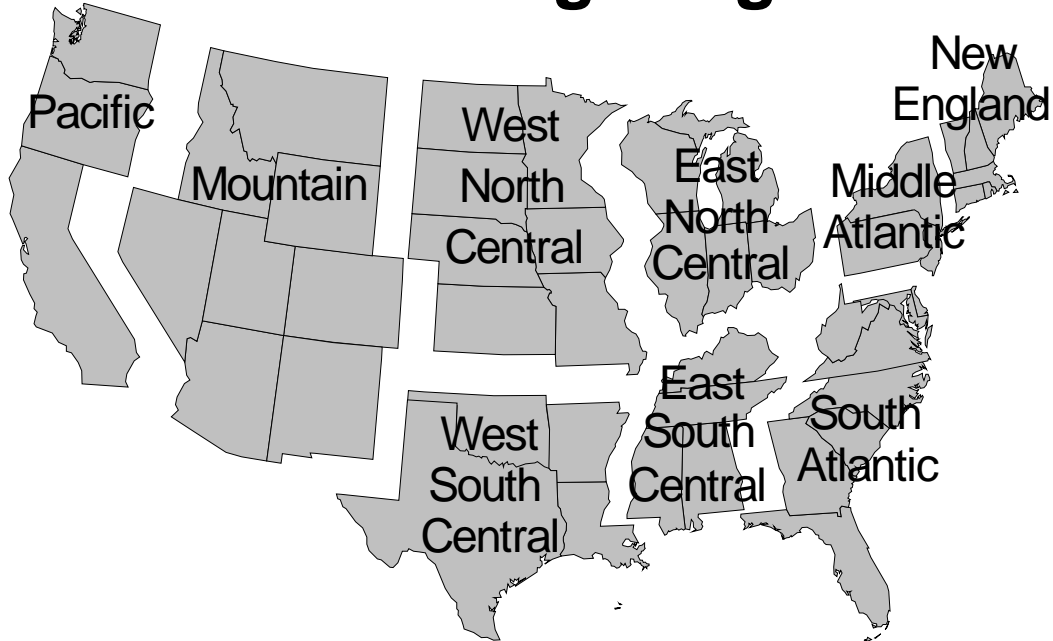 Pacific
Mountain
West
North
Central
East
North
Central
New
England
Middle
Atlantic
West
South
Central
East
South
Central
South
Atlantic